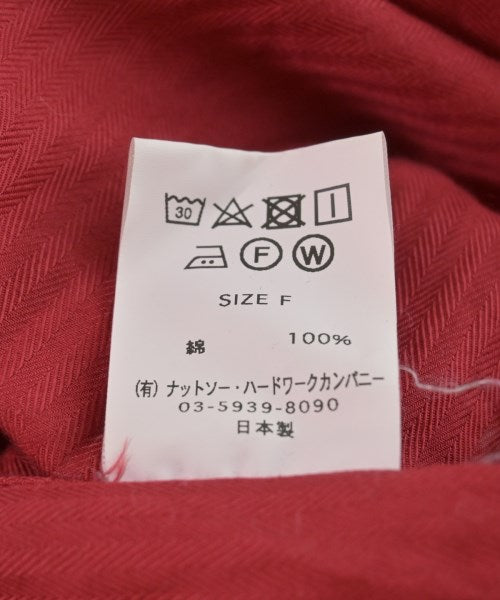 30
F W
SIZE F
綿 100%
(有) ナットソー・ハードワークカンパニー
03-5939-8090
日本製